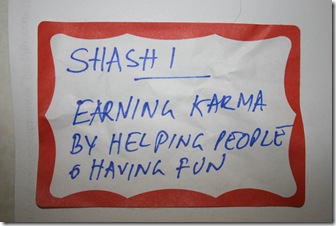 SHASHI
EARNING KARMA
BY HELPING PEOPLE
& HAVING FUN